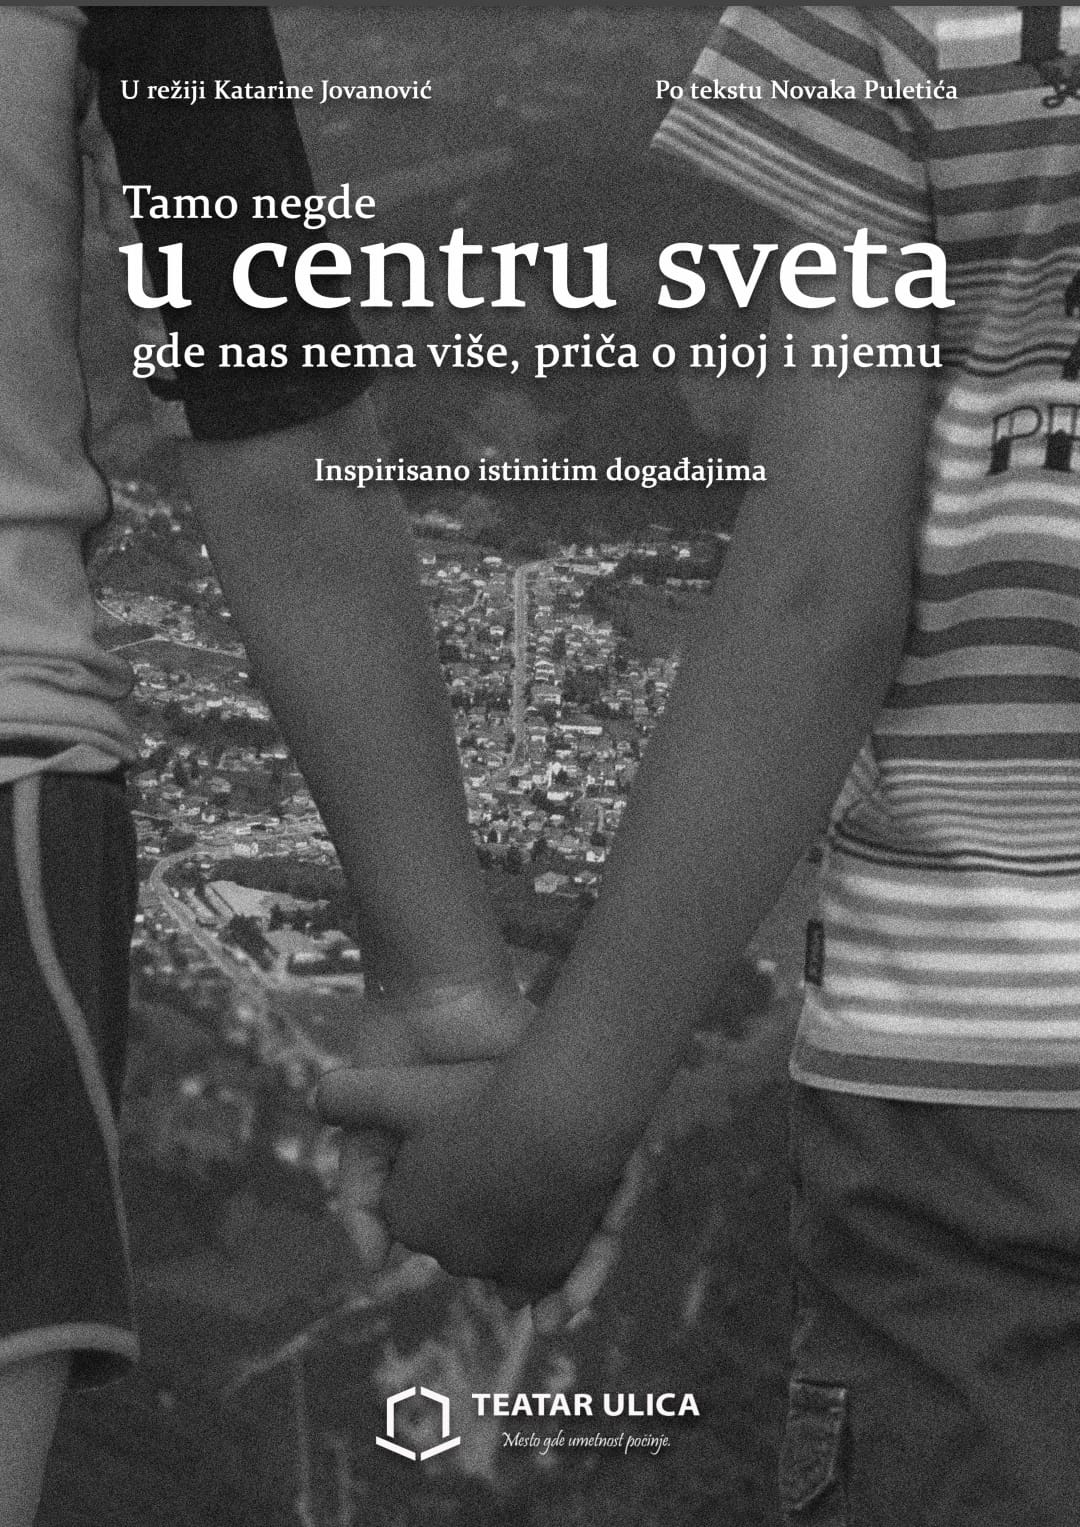 U režiji Katarine Jovanović
Po tekstu Novaka Puletića
Tamo negde
u centru sveta
gde nas nema više, priča o njoj i njemu
Inspirisano istinitim događajima
TEATAR ULICA
Mesto gde umetnost počinje.